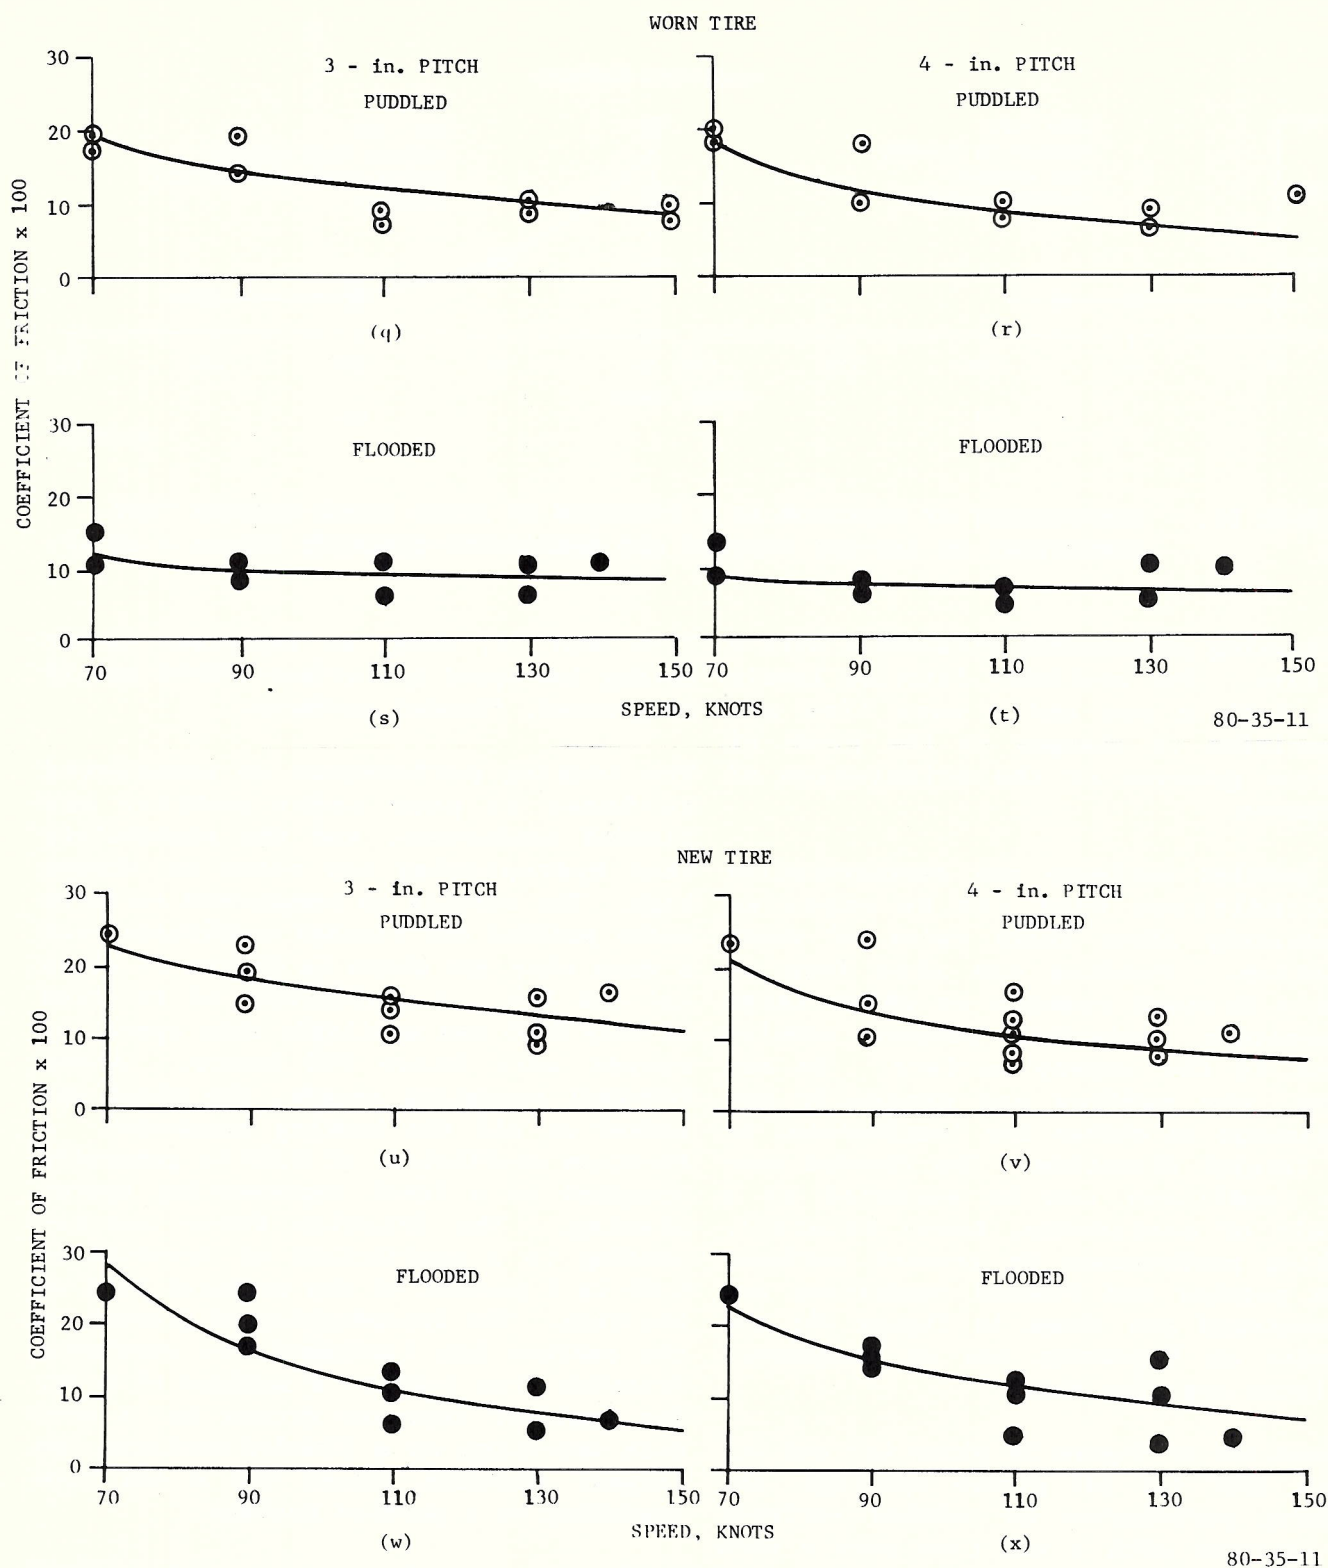 WORN TIRE
3 - in. PITCH
4 - in. PITCH
PUDDLED
PUDDLED
30
20
10
0
(q)
(r)
COEFFICIENT OF FRICTION x 100
30
20
10
0
FLOODED
FLOODED
70 90 110 130 150
70 90 110 130 150
(s)
SPEED, KNOTS
(t)
80-35-11
NEW TIRE
3 - in. PITCH
4 - in. PITCH
PUDDLED
PUDDLED
30
20
10
0
(u)
(v)
COEFFICIENT OF FRICTION x 100
30
20
10
0
FLOODED
FLOODED
70 90 110 130 150
70 90 110 130 150
(w)
SPEED, KNOTS
(x)
80-35-11